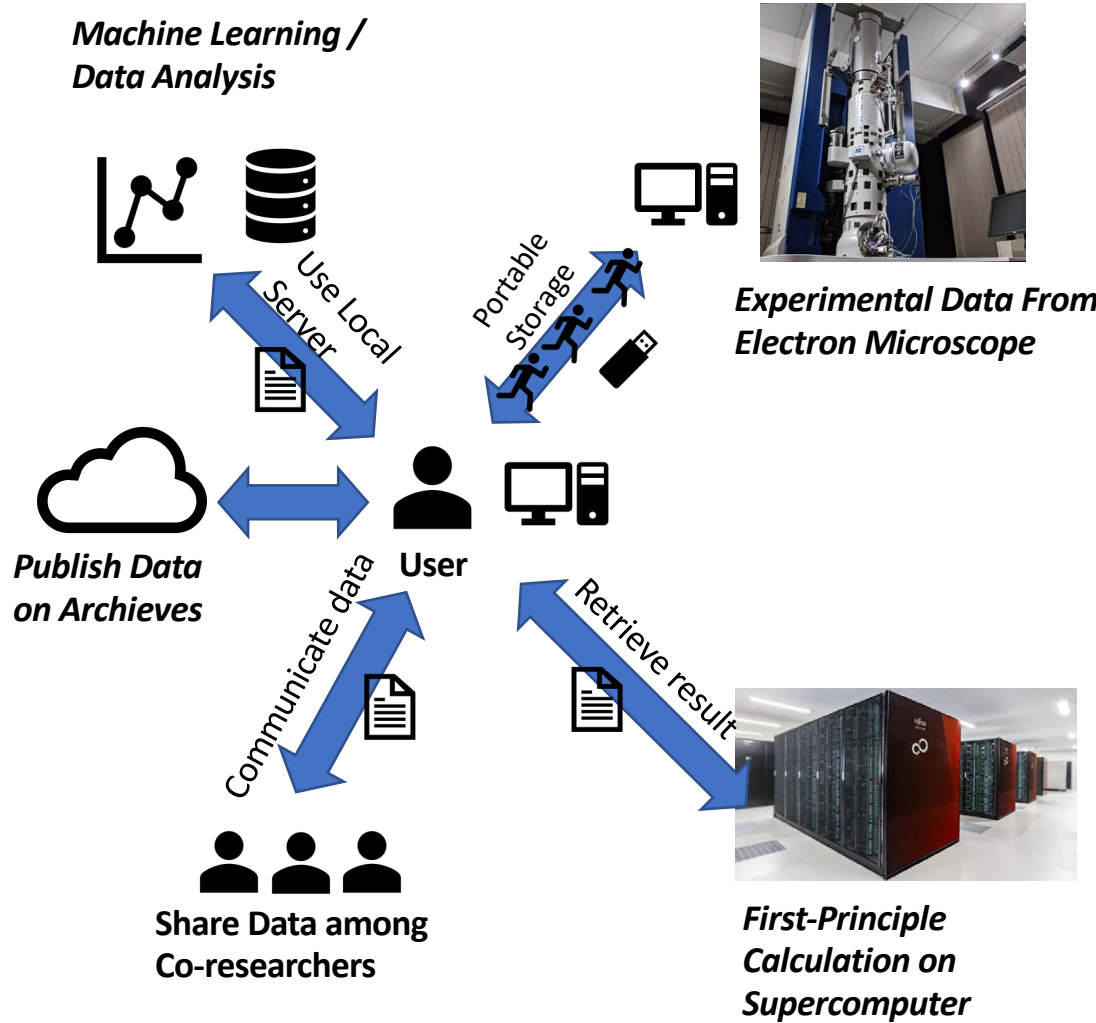 Machine Learning /
Data Analysis
Use Local
Server
Portable
Storage
Experimental Data From
Electron Microscope
Publish Data
on Archieves
User
Communicate data
Retrieve result
Share Data among
Co-researchers
FUJITSU
First-Principle
Calculation on
Supercomputer